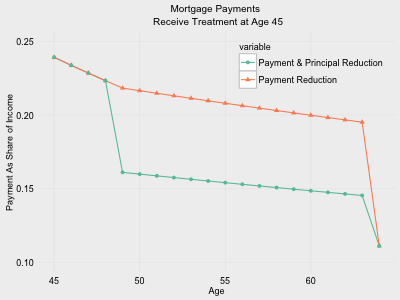 Mortgage Payments
Receive Treatment at Age 45
variable
Payment & Principal Reduction
Payment Reduction
Payment As Share of Income
0.25
0.20
0.15
0.10
45
50
55
60
Age